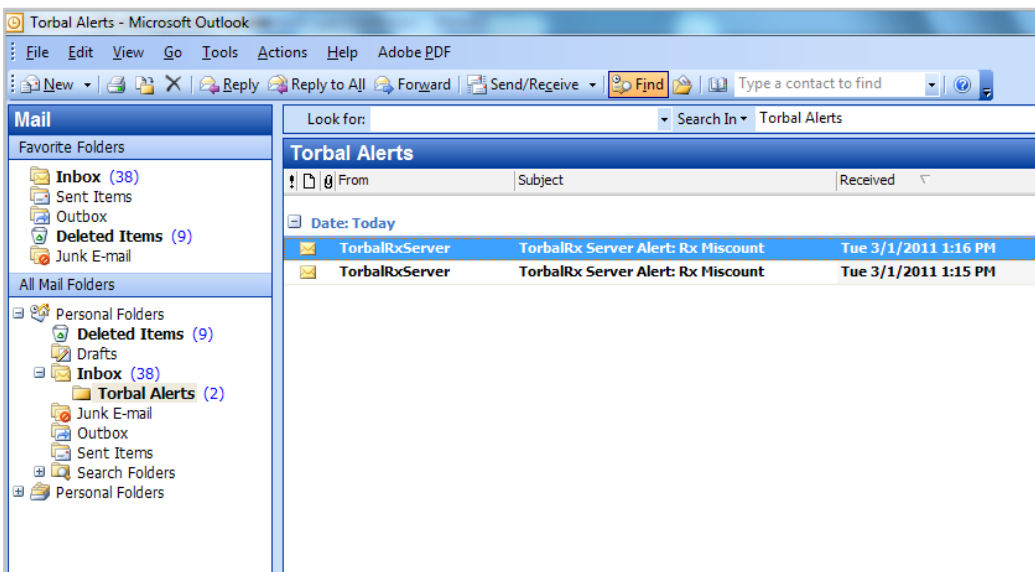 Torbal Alerts - Microsoft Outlook
File Edit View Go Tools Actions Help Adobe PDF
New Reply Reply to All Forward Send/Receive Find Type a contact to find
Mail
Favorite Folders
Inbox (38)
Sent Items
Outbox
Deleted Items (9)
Junk E-mail
All Mail Folders
Personal Folders
Deleted Items (9)
Drafts
Inbox (38)
Torbal Alerts (2)
Junk E-mail
Outbox
Sent Items
Search Folders
Personal Folders
Look for: Search In Torbal Alerts
Torbal Alerts
From Subject Received
Date: Today
TorbalRxServer TorbalRx Server Alert: Rx Miscount Tue 3/1/2011 1:16 PM
TorbalRxServer TorbalRx Server Alert: Rx Miscount Tue 3/1/2011 1:15 PM